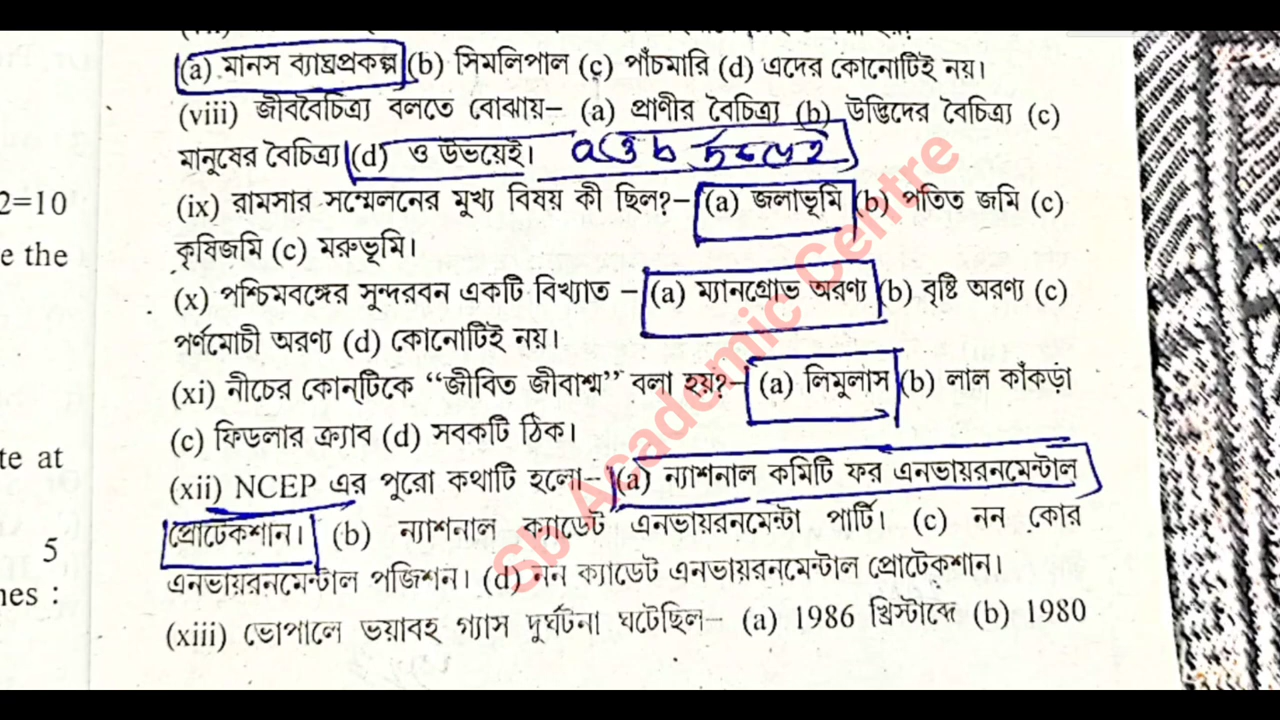 (a) মানস ব্যাঘ্রপ্রকল্প (b) সিমলিপাল (c) পাঁচমারি (d) এদের কোনোটিই নয়।
(viii) জীববৈচিত্র্য বলতে বোঝায়– (a) প্রাণীর বৈচিত্র্য (b) উদ্ভিদের বৈচিত্র্য (c)
মানুষের বৈচিত্র্য (d) ও উভয়েই। a ও b উভয়েই
2=10
(ix) রামসার সম্মেলনের মুখ্য বিষয় কী ছিল?– (a) জলাভূমি (b) পতিত জমি (c)
e the
কৃষিজমি (c) মরুভূমি।
(x) পশ্চিমবঙ্গের সুন্দরবন একটি বিখ্যাত – (a) ম্যানগ্রোভ অরণ্য (b) বৃষ্টি অরণ্য (c)
পর্ণমোচী অরণ্য (d) কোনোটিই নয়।
(xi) নীচের কোন্‌টিকে “জীবিত জীবাশ্ম” বলা হয়?– (a) লিমুলাস (b) লাল কাঁকড়া
(c) ফিডলার ক্র্যাব (d) সবকটি ঠিক।
te at
(xii) NCEP এর পুরো কথাটি হলো– (a) ন্যাশনাল কমিটি ফর এনভায়রনমেন্টাল
প্রোটেকশান। (b) ন্যাশনাল ক্যাডেট এনভায়রনমেন্টা পার্টি। (c) নন কোর
5
এনভায়রনমেন্টাল পজিশন। (d) নন ক্যাডেট এনভায়রনমেন্টাল প্রোটেকশান।
nes :
(xiii) ভোপালে ভয়াবহ গ্যাস দুর্ঘটনা ঘটেছিল– (a) 1986 খ্রিস্টাব্দে (b) 1980
Sb Academic Centre